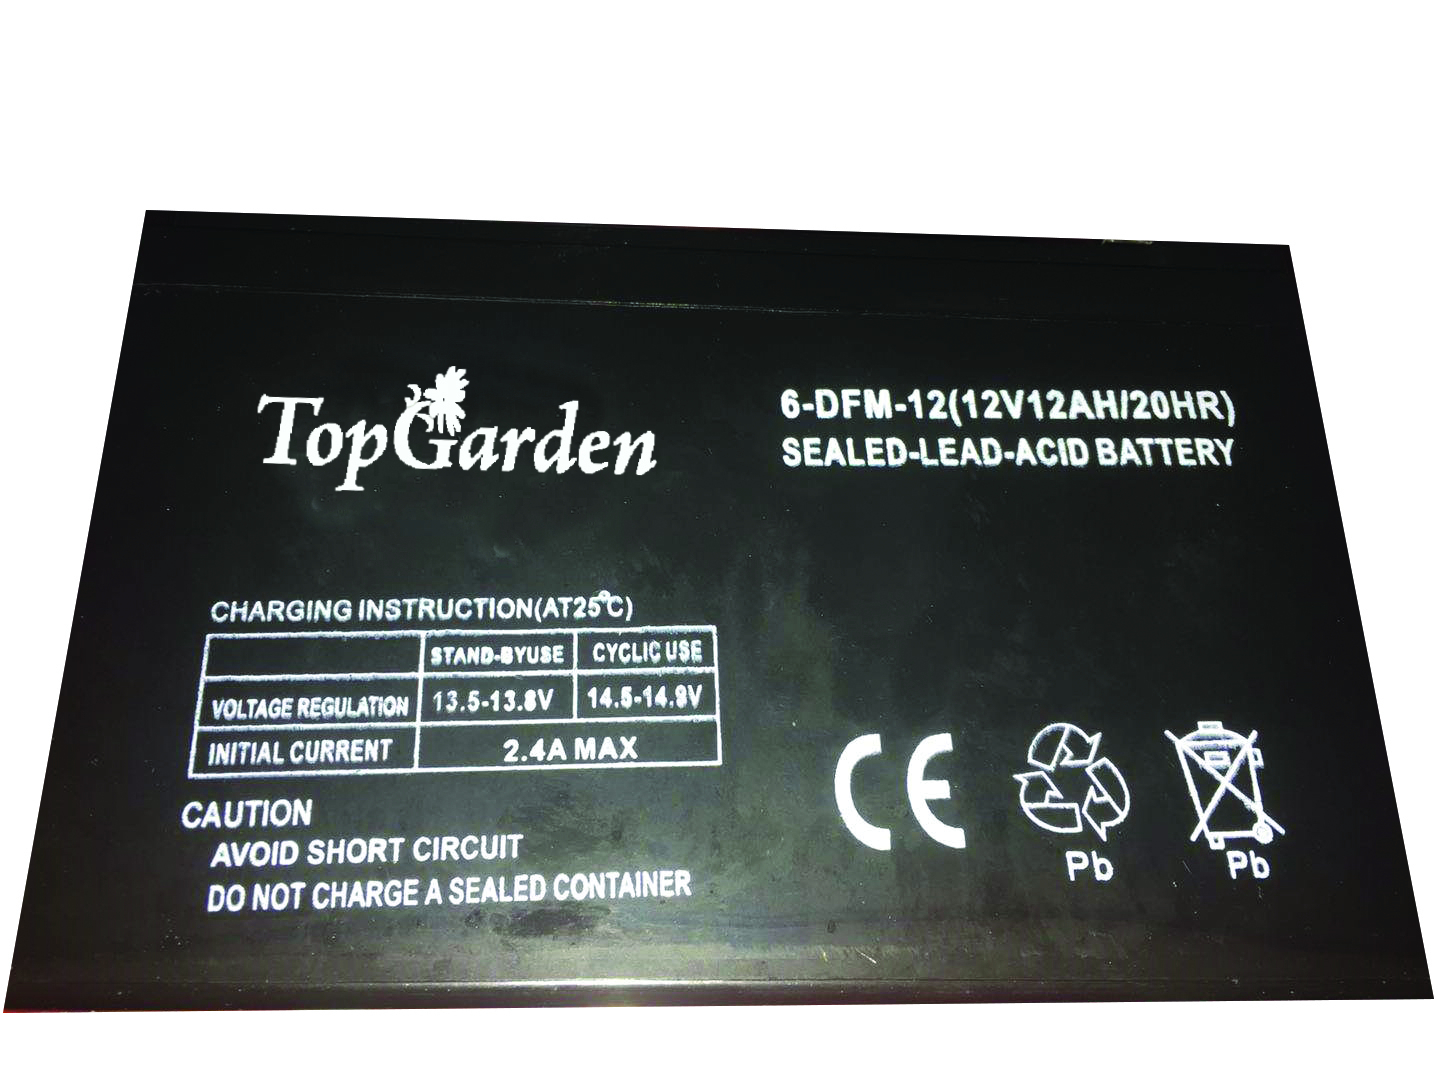 TopGarden
6-DFM-12(12V12AH/20HR)
SEALED-LEAD-ACID BATTERY
CHARGING INSTRUCTION(AT25℃)
STAND-BYUSE CYCLIC USE
VOLTAGE REGULATION 13.5-13.8V 14.5-14.9V
INITIAL CURRENT 2.4A MAX
CAUTION
AVOID SHORT CIRCUIT
DO NOT CHARGE A SEALED CONTAINER
CE
Pb Pb